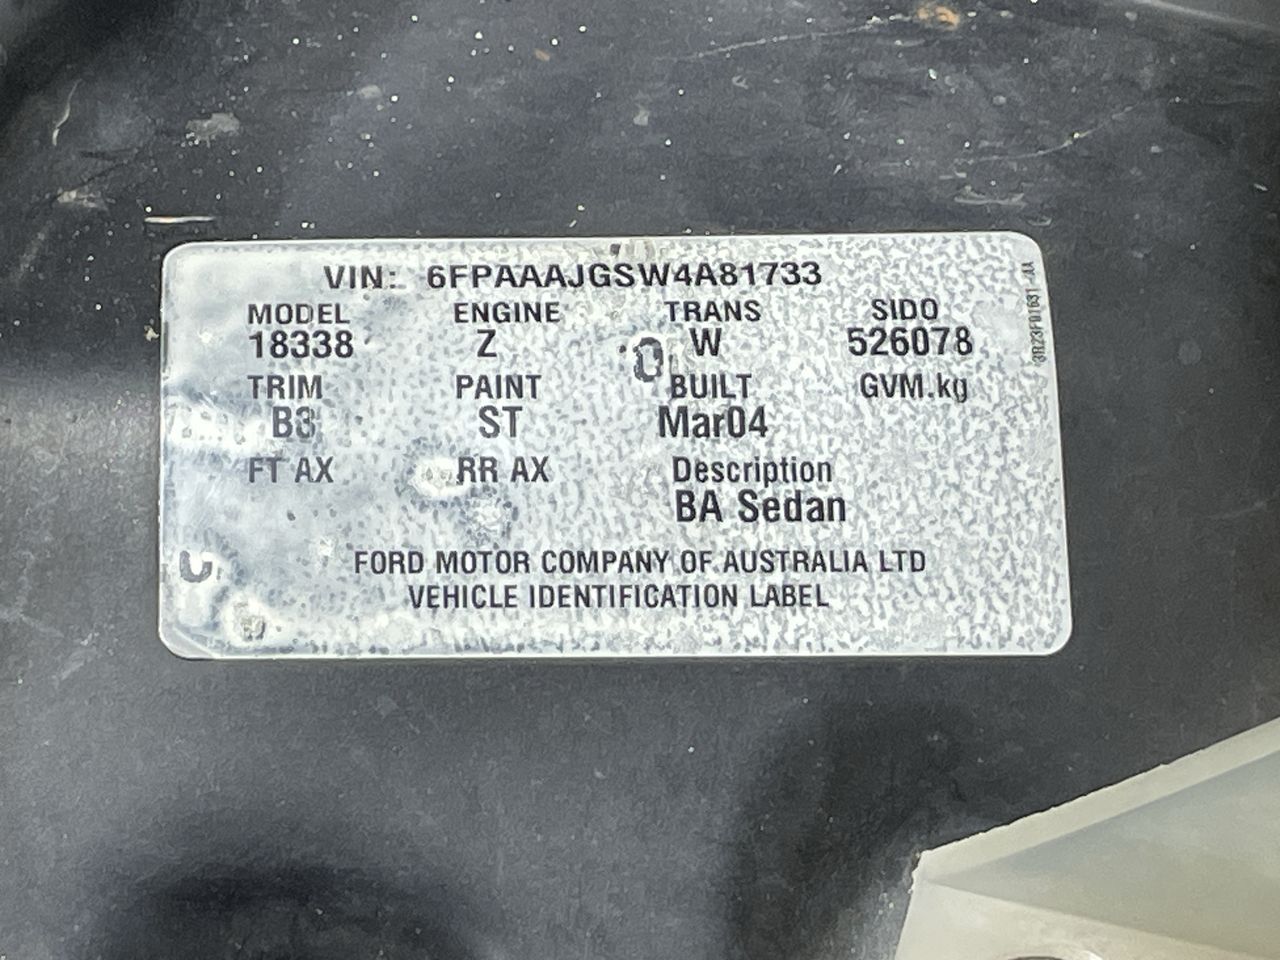 VIN: 6FPAAAJGSW4A81733
MODEL ENGINE TRANS SIDO
18338 Z W 526078
TRIM PAINT BUILT GVM.kg
B3 ST Mar04
FT AX RR AX Description
BA Sedan
FORD MOTOR COMPANY OF AUSTRALIA LTD
VEHICLE IDENTIFICATION LABEL